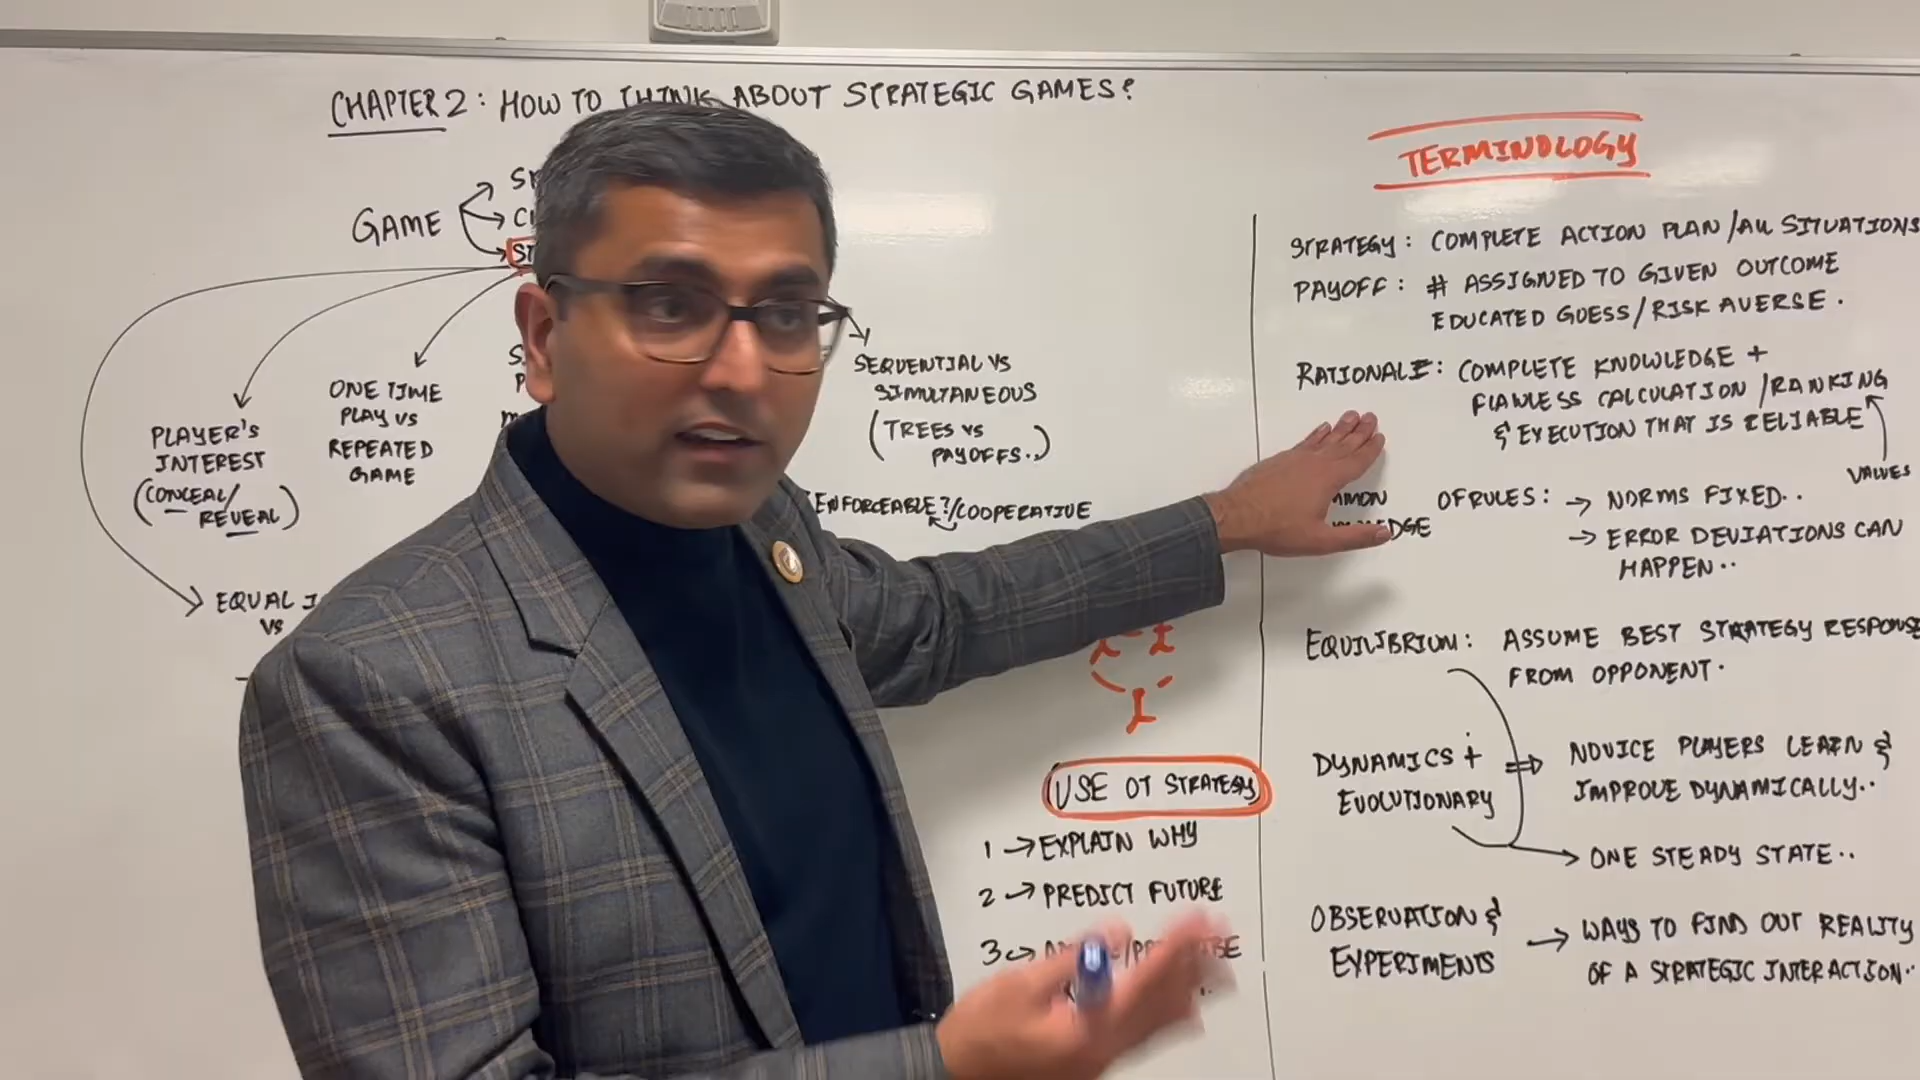 CHAPTER 2: HOW TO THINK ABOUT STRATEGIC GAMES?
GAME
ONE TIME
PLAY VS
REPEATED
GAME
PLAYER'S
INTEREST
(CONCEAL/
REVEAL)
EQUAL
VS
SEQUENTIAL VS
SIMULTANEOUS
(TREES VS
PAYOFFS..)
ENFORCEABLE?/COOPERATIVE
USE OF STRATEGY
1 → EXPLAIN WHY
2 → PREDICT FUTURE
3 →
TERMINOLOGY
STRATEGY: COMPLETE ACTION PLAN/ALL SITUATIONS
PAYOFF: # ASSIGNED TO GIVEN OUTCOME
EDUCATED GUESS/RISK AVERSE.
RATIONALE: COMPLETE KNOWLEDGE +
FLAWLESS CALCULATION/RANKING
& EXECUTION THAT IS RELIABLE
VALUES
OF RULES: → NORMS FIXED..
→ ERROR DEVIATIONS CAN
HAPPEN..
EQUILIBRIUM: ASSUME BEST STRATEGY RESPONSE
FROM OPPONENT.
DYNAMICS + ⇒ NOVICE PLAYERS LEARN &
EVOLUTIONARY IMPROVE DYNAMICALLY..
→ ONE STEADY STATE..
OBSERVATION & → WAYS TO FIND OUT REALITY
EXPERIMENTS OF A STRATEGIC INTERACTION..